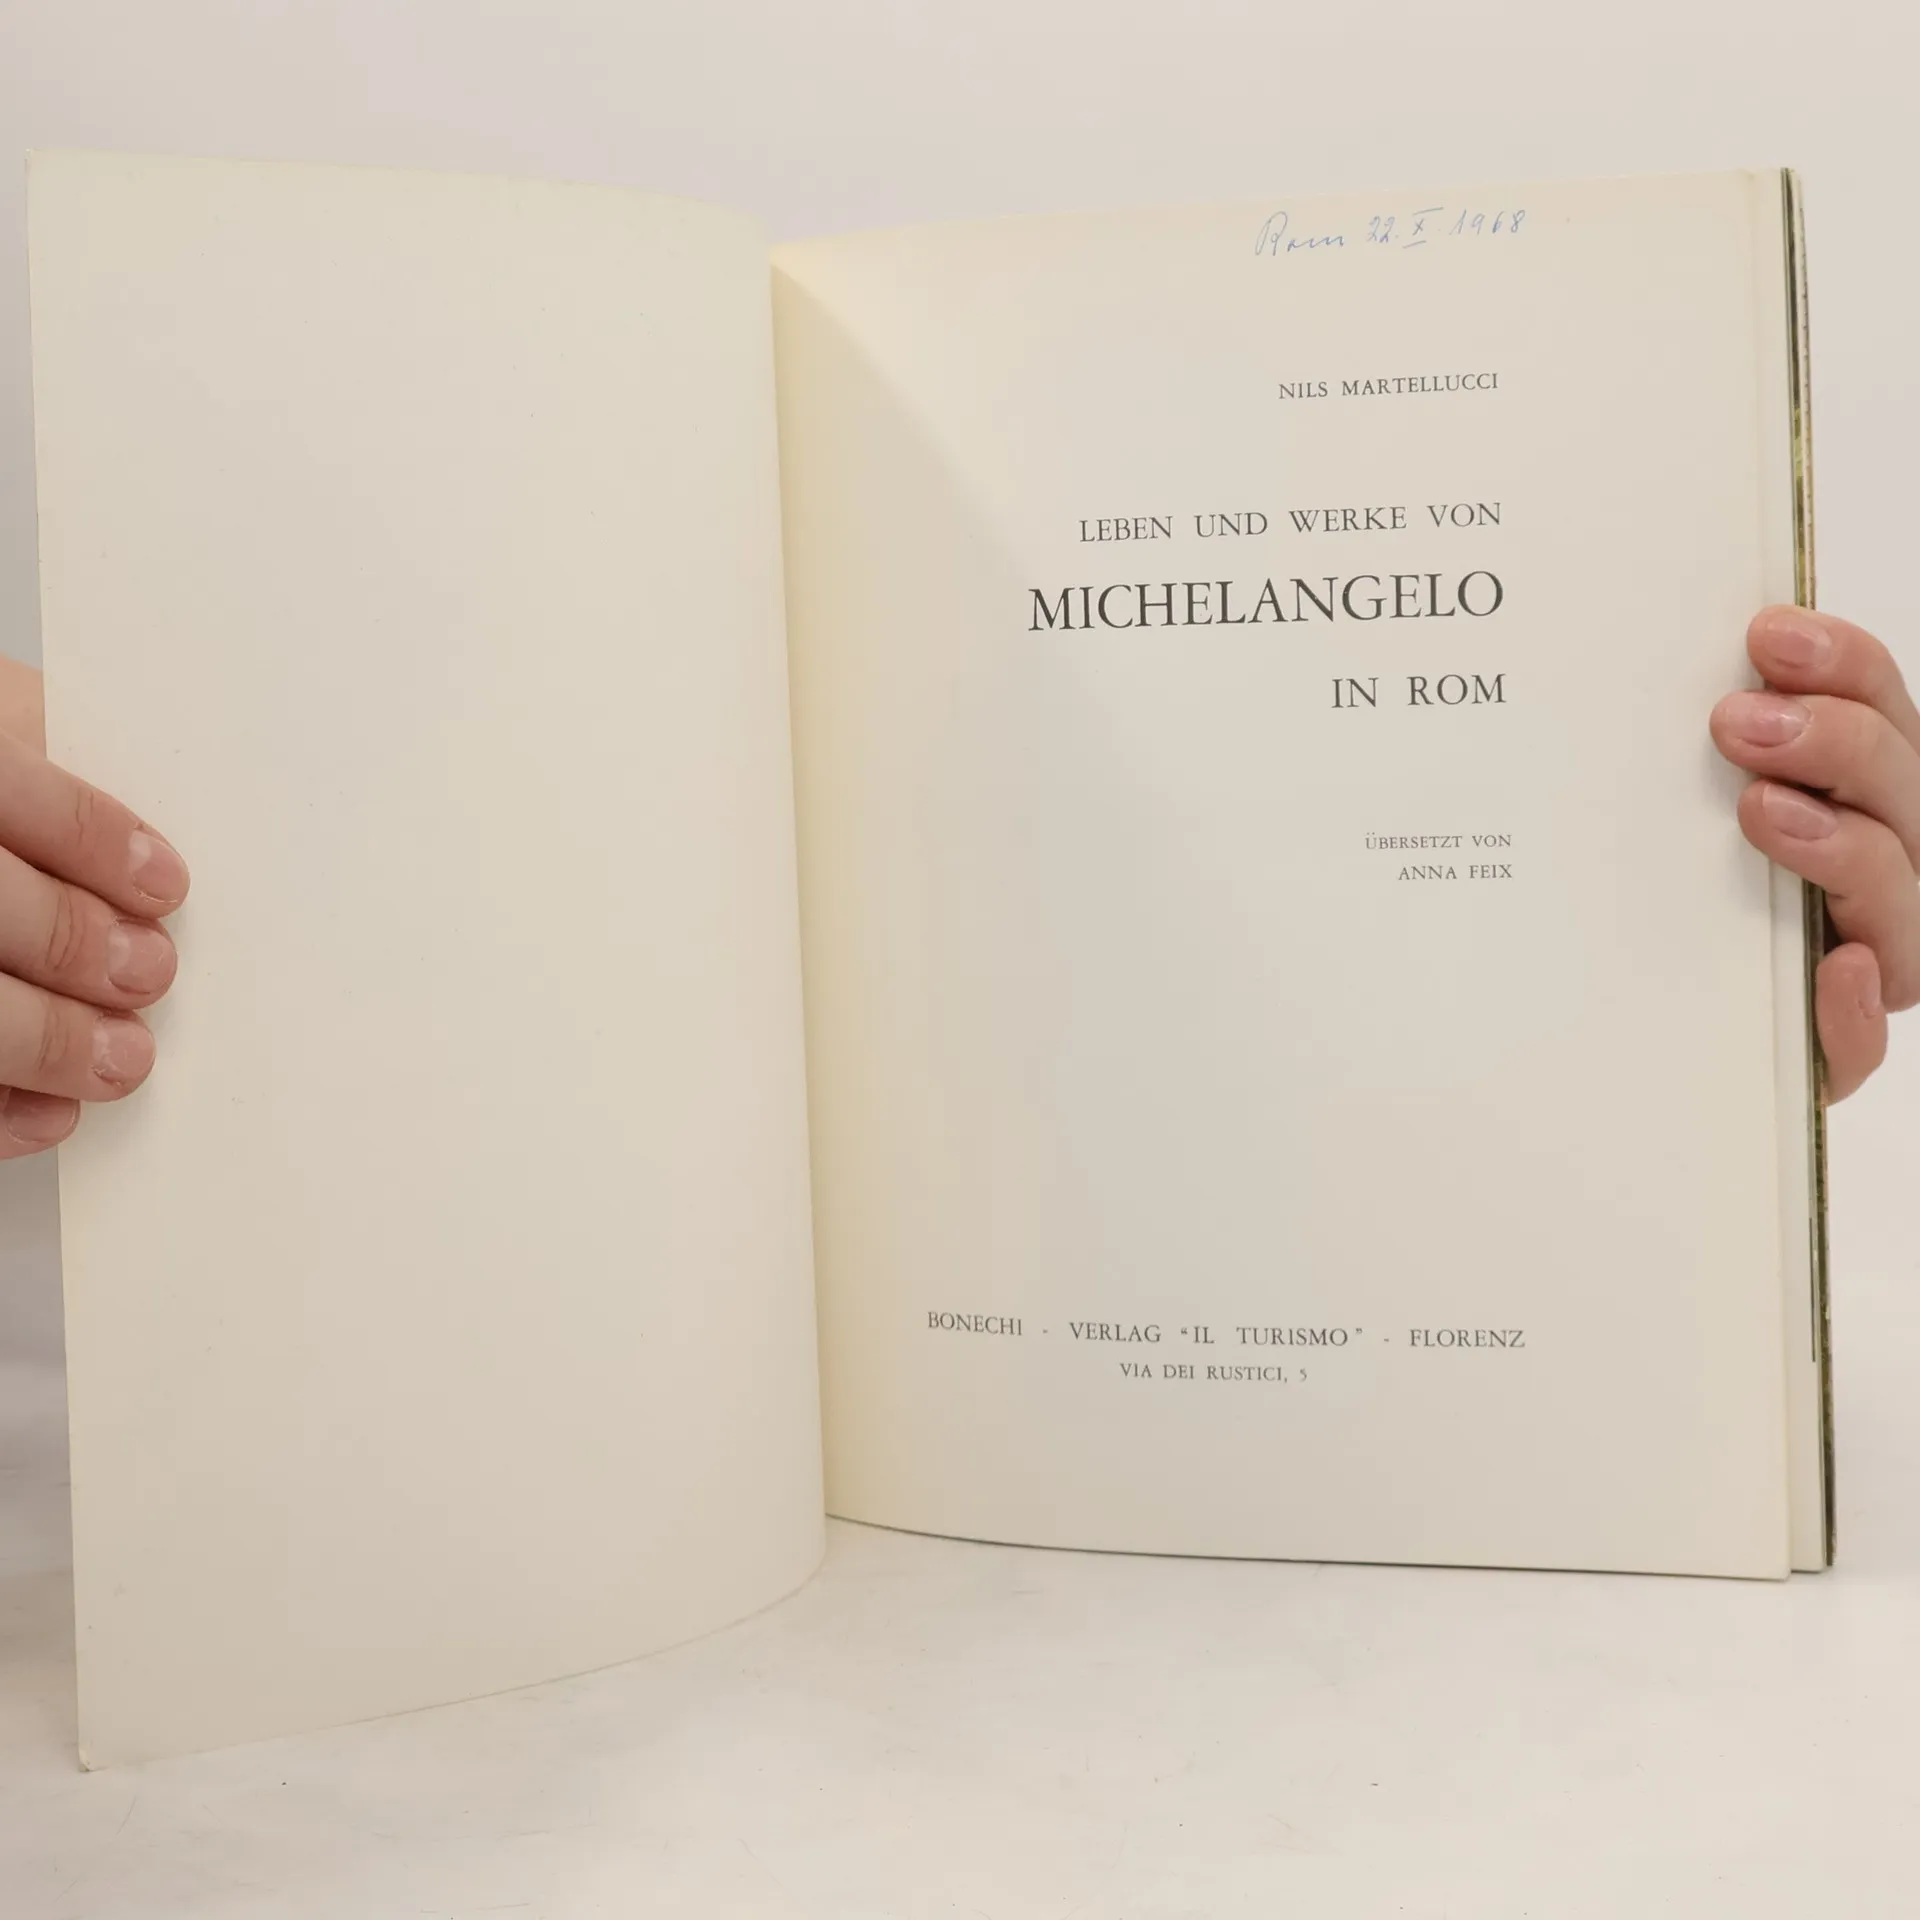 Rom 22. X. 1968
NILS MARTELLUCCI
LEBEN UND WERKE VON
MICHELANGELO
IN ROM
ÜBERSETZT VON
ANNA FEIX
BONECHI - VERLAG “IL TURISMO” - FLORENZ
VIA DEI RUSTICI, 5